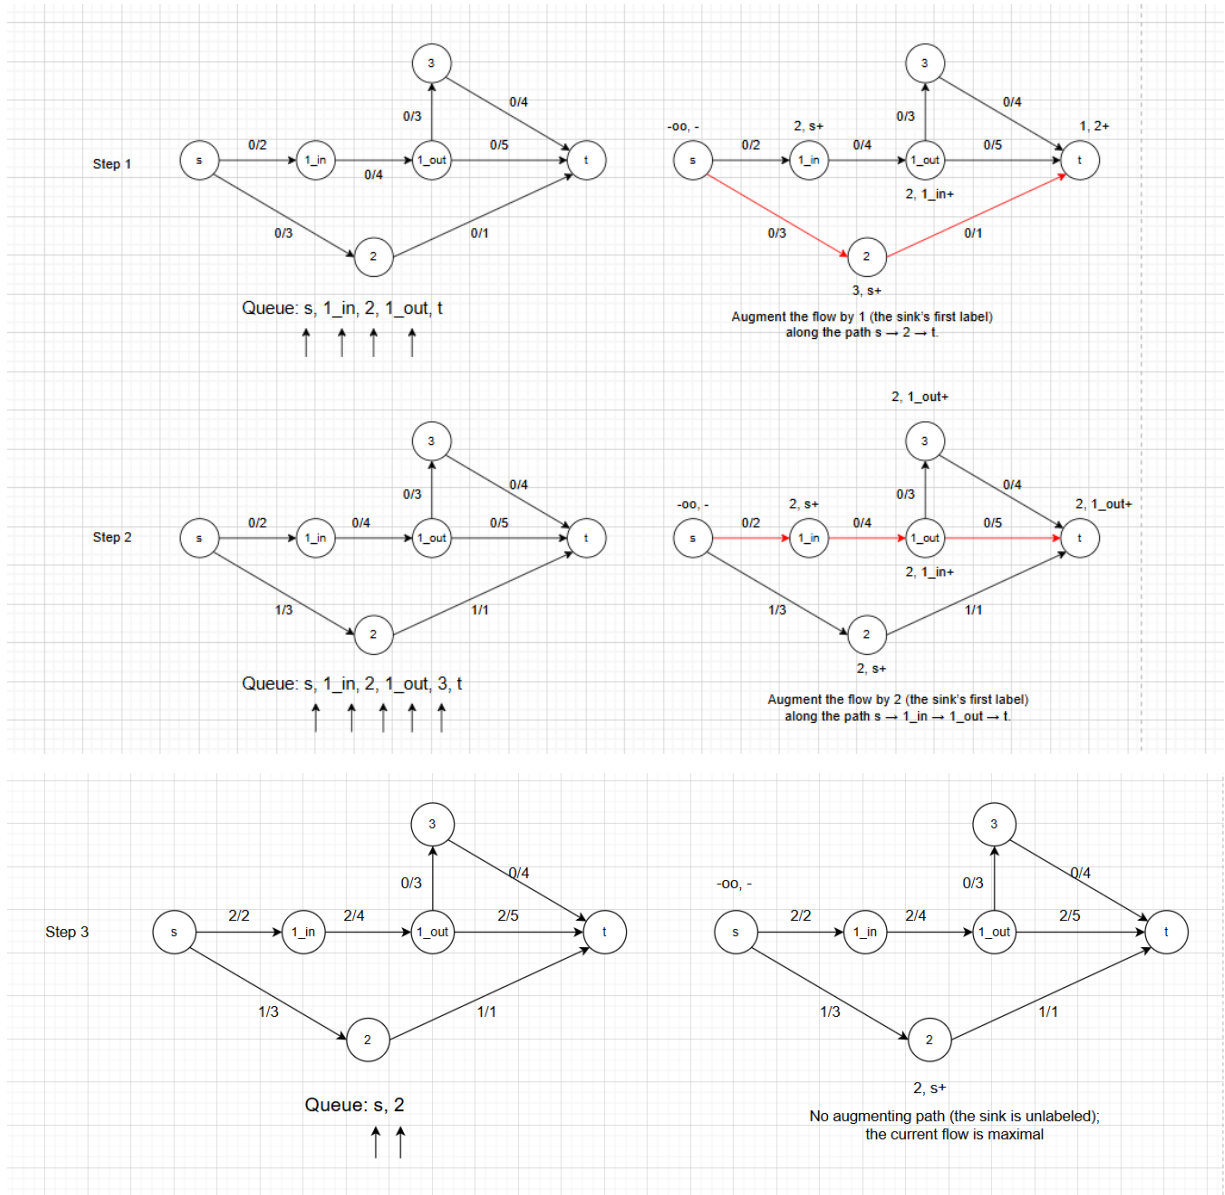 3
3
0/4
0/4
0/3
0/3
-oo, -
2, s+
1, 2+
0/2
0/5
0/2
0/4
0/5
Step 1
s
1_in
1_out
t
s
1_in
1_out
t
0/4
2, 1_in+
0/3
0/1
0/3
0/1
2
2
3, s+
Queue: s, 1_in, 2, 1_out, t
Augment the flow by 1 (the sink's first label)
along the path s → 2 → t.
2, 1_out+
3
3
0/4
0/4
0/3
0/3
-oo, -
2, s+
2, 1_out+
0/2
0/4
0/5
0/2
0/4
0/5
Step 2
s
1_in
1_out
t
s
1_in
1_out
t
2, 1_in+
1/3
1/1
1/3
1/1
2
2
2, s+
Queue: s, 1_in, 2, 1_out, 3, t
Augment the flow by 2 (the sink's first label)
along the path s → 1_in → 1_out → t.
3
3
0/4
0/4
0/3
0/3
-oo, -
2/2
2/4
2/5
2/2
2/4
2/5
Step 3
s
1_in
1_out
t
s
1_in
1_out
t
1/3
1/1
1/3
1/1
2
2
2, s+
Queue: s, 2
No augmenting path (the sink is unlabeled);
the current flow is maximal